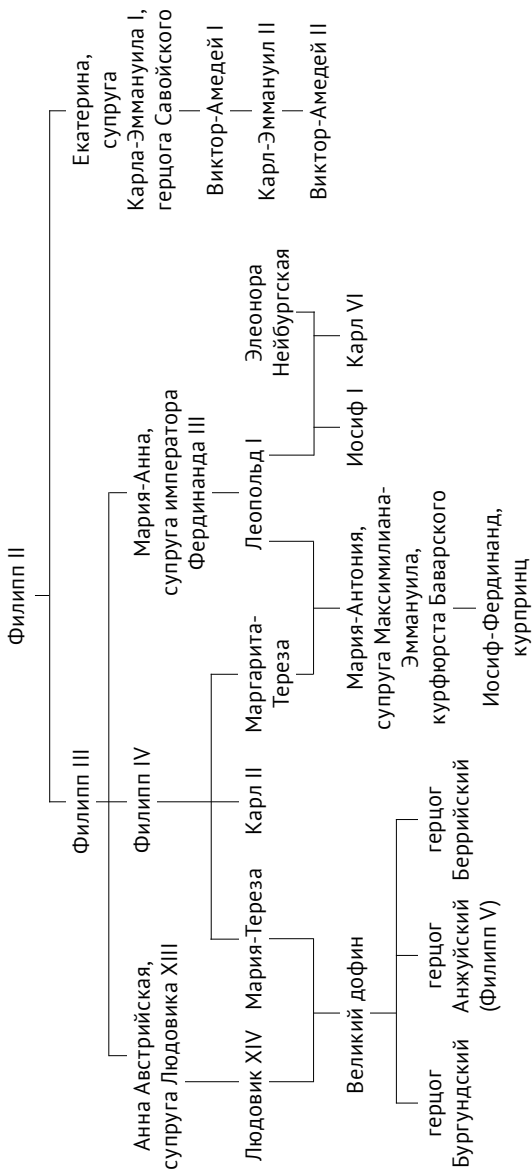 Филипп II
Филипп III
Екатерина,
супруга
Карла-Эммануила I,
герцога Савойского
Анна Австрийская,
супруга Людовика XIII
Филипп IV
Мария-Анна,
супруга императора
Фердинанда III
Виктор-Амедей I
Людовик XIV
Мария-Тереза
Карл II
Маргарита-
Тереза
Леопольд I
Элеонора
Нейбургская
Карл-Эммануил II
Великий дофин
Мария-Антония,
супруга Максимилиана-
Эммануила,
курфюрста Баварского
Иосиф I
Карл VI
Виктор-Амедей II
герцог
Бургундский
герцог
Анжуйский
(Филипп V)
герцог
Беррийский
Иосиф-Фердинанд,
курпринц